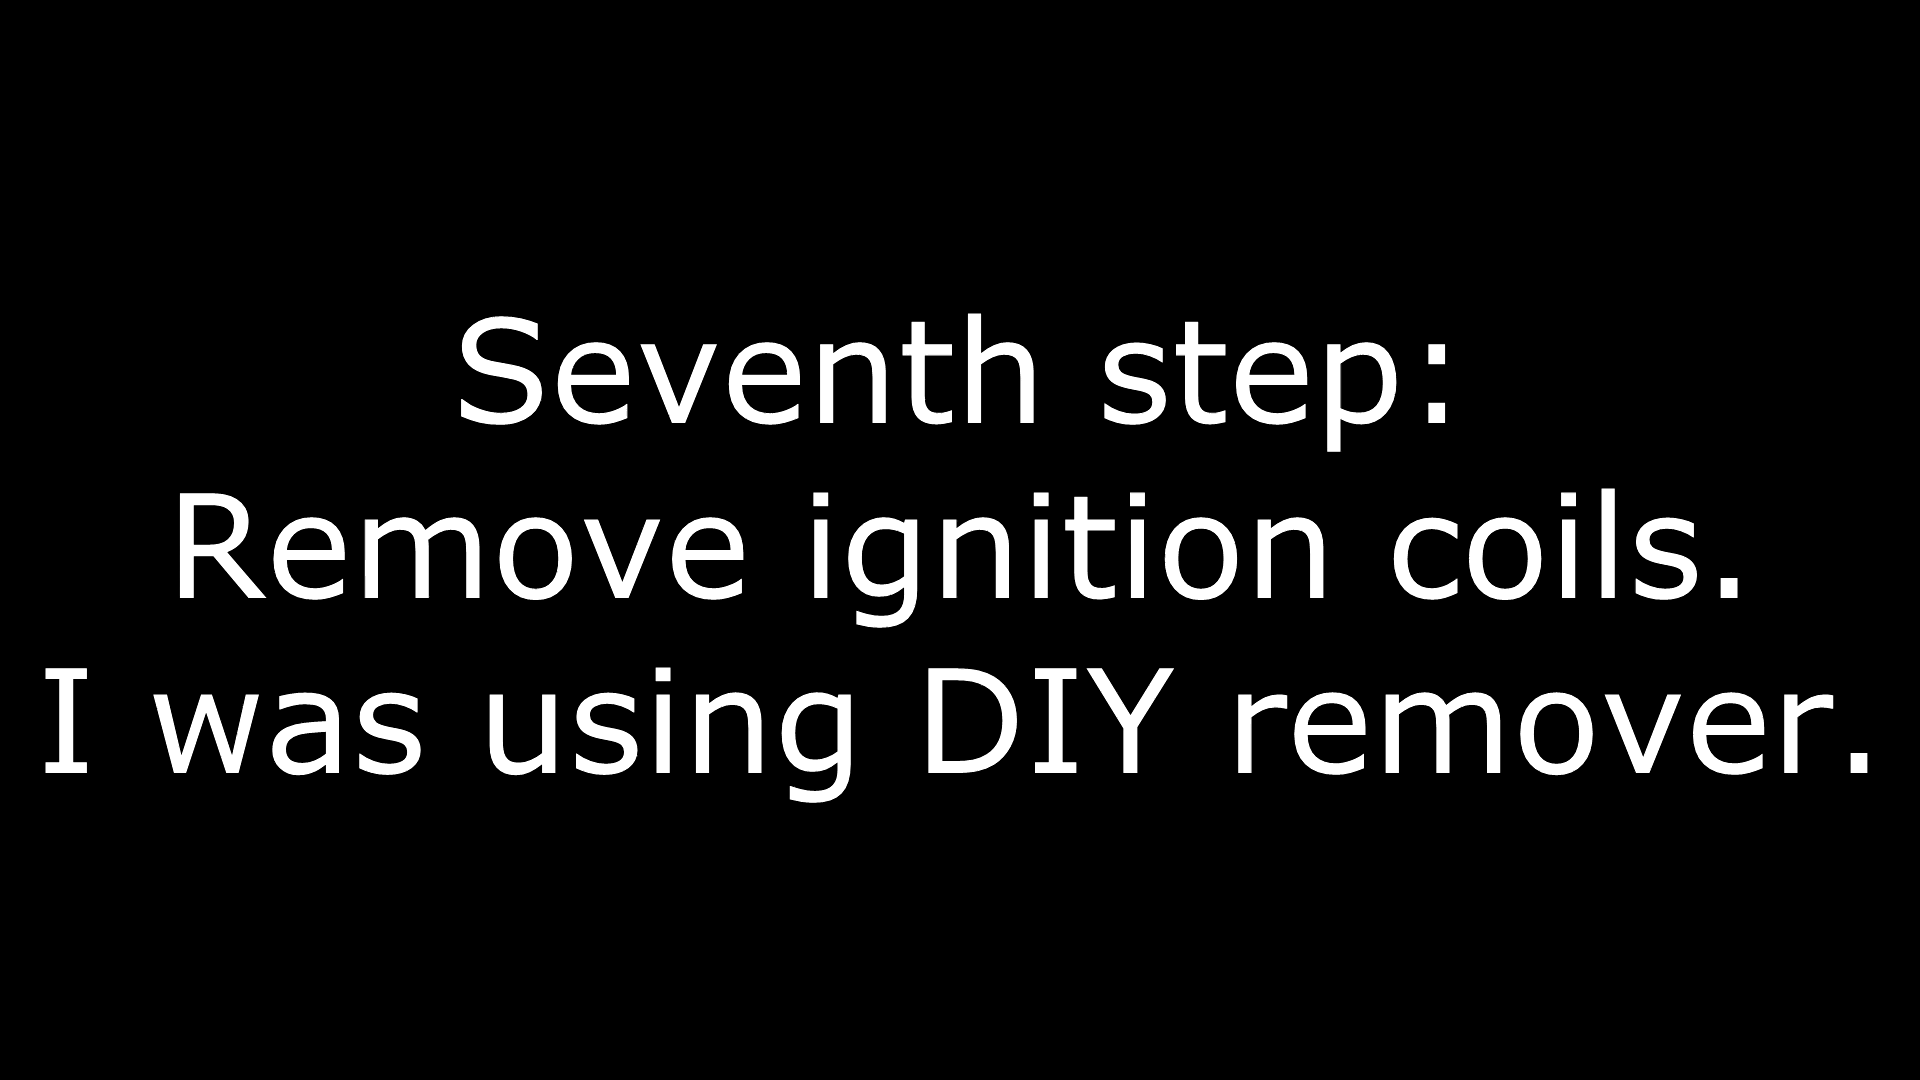 Seventh step:
Remove ignition coils.
I was using DIY remover.